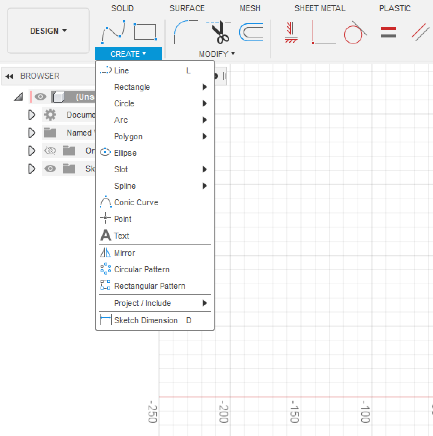 SOLID SURFACE MESH SHEET METAL PLASTIC
DESIGN
CREATE MODIFY
BROWSER
(Uns
Docume
Named
Or
Sk
Line L
Rectangle
Circle
Arc
Polygon
Ellipse
Slot
Spline
Conic Curve
Point
Text
Mirror
Circular Pattern
Rectangular Pattern
Project / Include
Sketch Dimension D
-250 -200 -150 -100